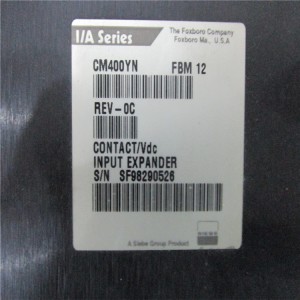 I/A Series
The Foxboro Company
Foxboro Ma., U.S.A
CM400YN FBM 12
REV-0C
CONTACT/Vdc
INPUT EXPANDER
S/N SF98290526
A Siebe Group Product